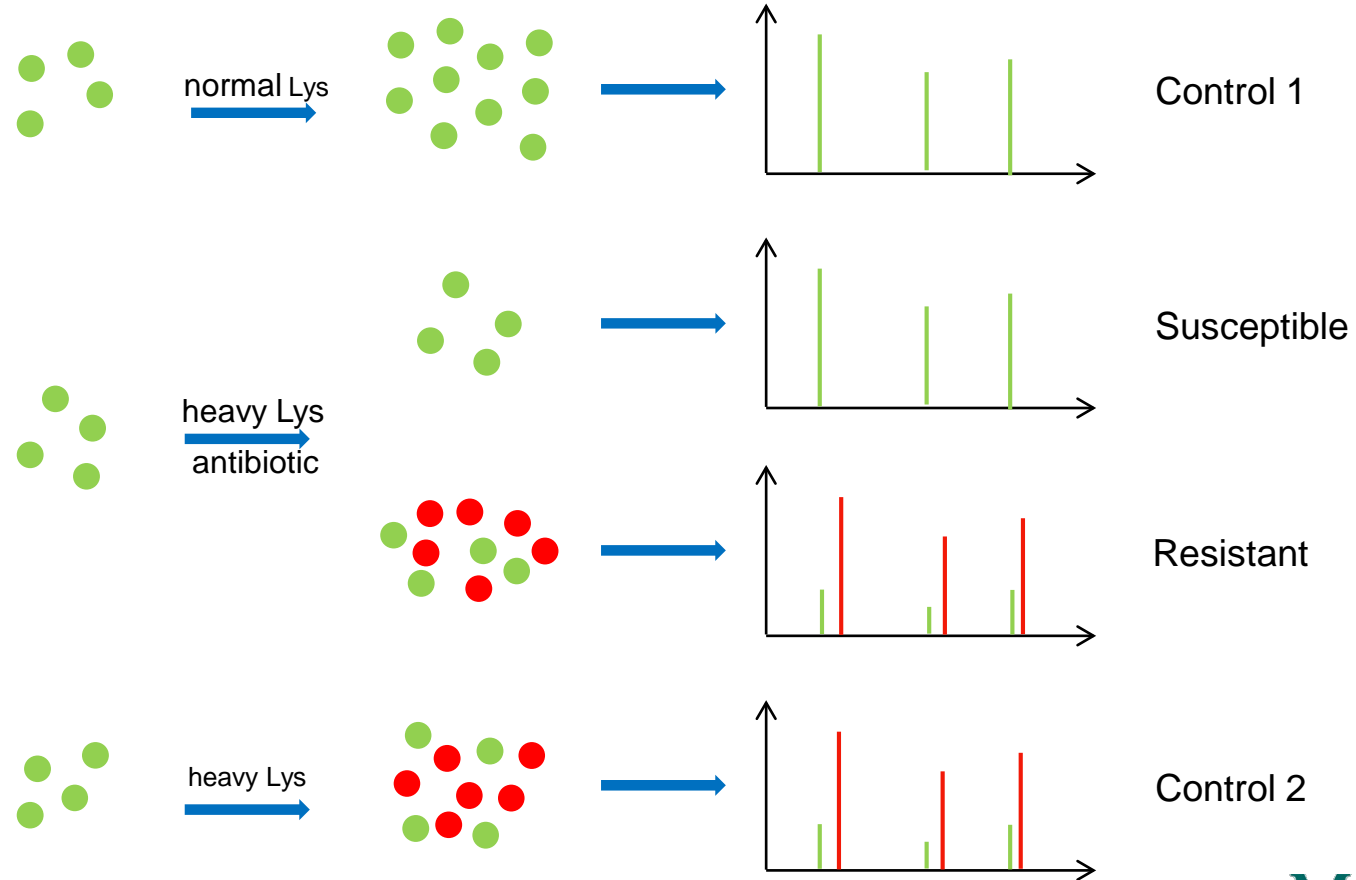 normal Lys
Control 1
Susceptible
heavy Lys
antibiotic
Resistant
heavy Lys
Control 2